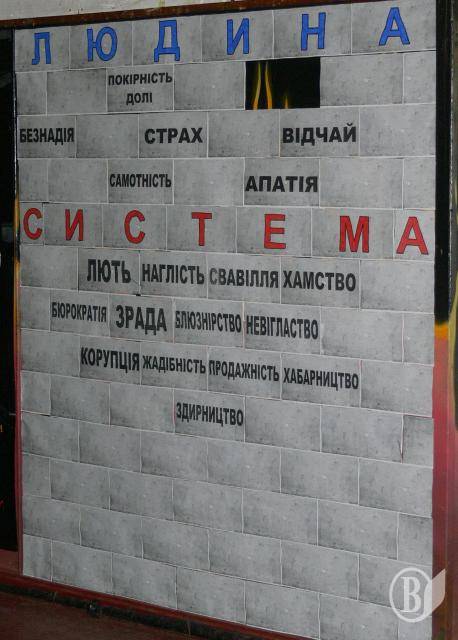 ЛЮДИНА
ПОКІРНІСТЬ
ДОЛІ
БЕЗНАДІЯ СТРАХ ВІДЧАЙ
САМОТНІСТЬ АПАТІЯ
СИСТЕМА
ЛЮТЬ НАГЛІСТЬ СВАВІЛЛЯ ХАМСТВО
БЮРОКРАТІЯ ЗРАДА БЛЮЗНІРСТВО НЕВІГЛАСТВО
КОРУПЦІЯ ЖАДІБНІСТЬ ПРОДАЖНІСТЬ ХАБАРНИЦТВО
ЗДИРНИЦТВО
В